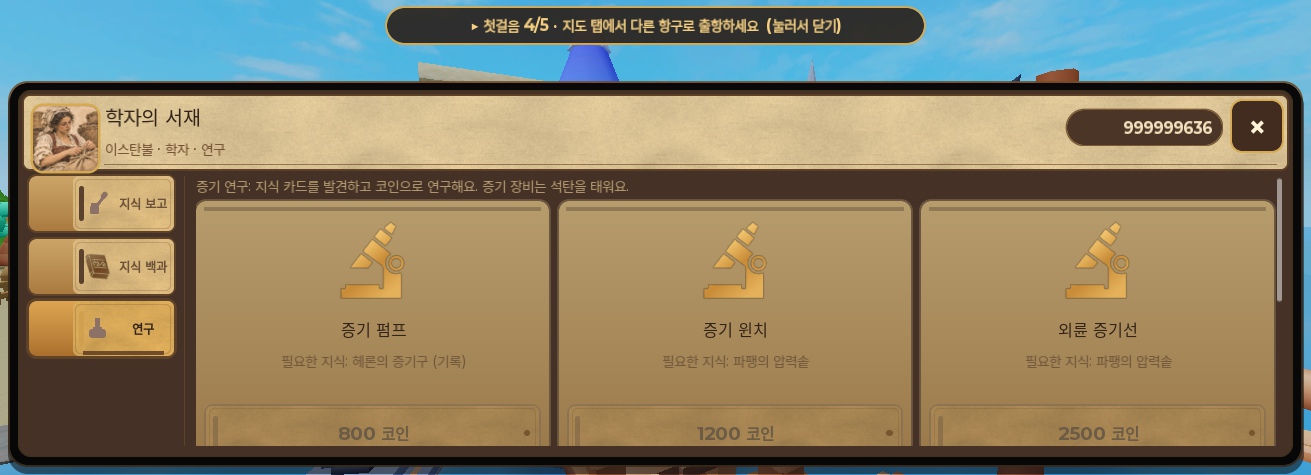 ▸ 첫걸음 4/5 · 지도 탭에서 다른 항구로 출항하세요 (눌러서 닫기)
학자의 서재
999999636
×
이스탄불 · 학자 · 연구
지식 보고
지식 백과
연구
증기 연구: 지식 카드를 발견하고 코인으로 연구해요. 증기 장비는 석탄을 태워요.
증기 펌프
필요한 지식: 헤론의 증기구 (기록)
800 코인
증기 윈치
필요한 지식: 파팽의 압력솥
1200 코인
외륜 증기선
필요한 지식: 파팽의 압력솥
2500 코인